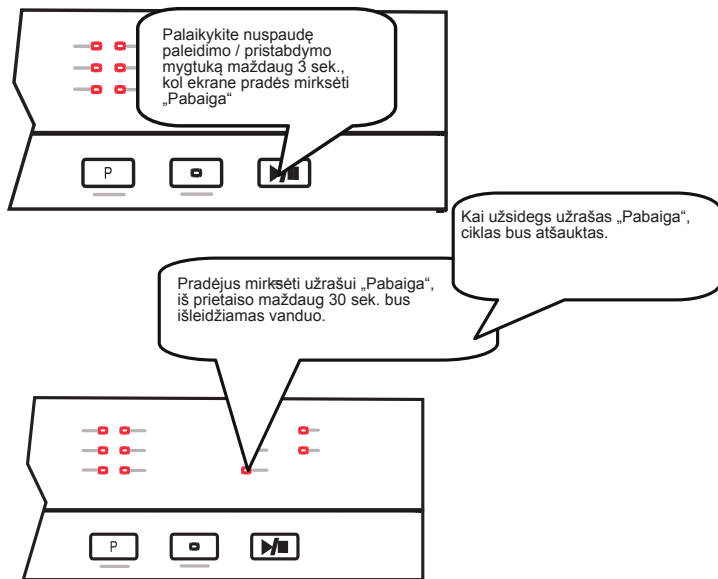 Palaikykite nuspaudę
paleidimo / pristabdymo
mygtuką maždaug 3 sek.,
kol ekrane pradės mirksėti
„Pabaiga“
P
Kai užsidegs užrašas „Pabaiga“,
ciklas bus atšauktas.
Pradėjus mirksėti užrašui „Pabaiga“,
iš prietaiso maždaug 30 sek. bus
išleidžiamas vanduo.
P